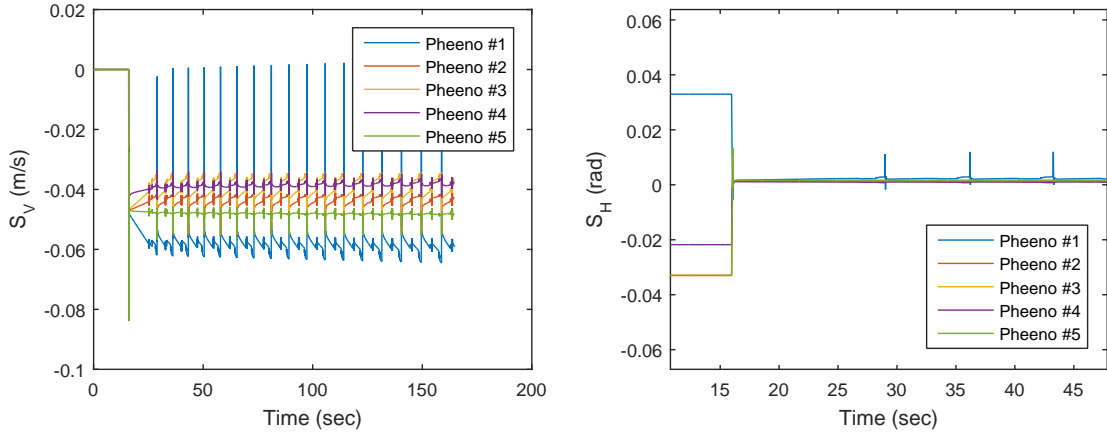 0.02
0
-0.02
-0.04
-0.06
-0.08
-0.1
S_V (m/s)
0 50 100 150 200
Time (sec)
Pheeno #1
Pheeno #2
Pheeno #3
Pheeno #4
Pheeno #5
0.06
0.04
0.02
0
-0.02
-0.04
-0.06
S_H (rad)
15 20 25 30 35 40 45
Time (sec)
Pheeno #1
Pheeno #2
Pheeno #3
Pheeno #4
Pheeno #5